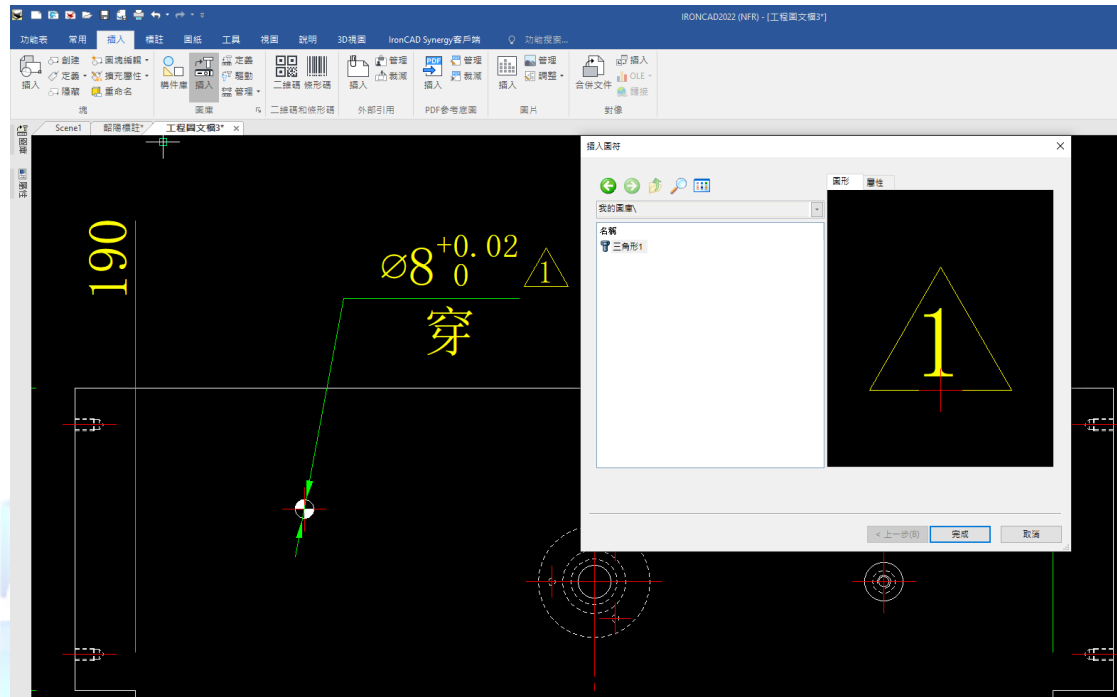 IRONCAD2022 (NFR) - [工程圖文檔3*]
功能表 常用 插入 標註 圖紙 工具 視圖 說明 3D視圖 IronCAD Synergy客戶端 功能搜索...
插入 創建 定義 隱藏 圖塊編輯 擴充屬性 重命名
塊
構件庫 插入 定義 驅動 管理
圖庫
二維碼 條形碼
二維碼和條形碼
插入 管理 裁減
外部引用
插入 管理 裁減
PDF參考底圖
插入 管理 調整
圖片
合併文件 插入 OLE 鏈接
對像
Scene1 韶陽標註* 工程圖文檔3* ×
圖庫
屬性
190
⌀8 +0.02 0
1
穿
插入圖符
圖形 屬性
我的圖庫\
名稱
三角形1
1
< 上一步(B) 完成 取消